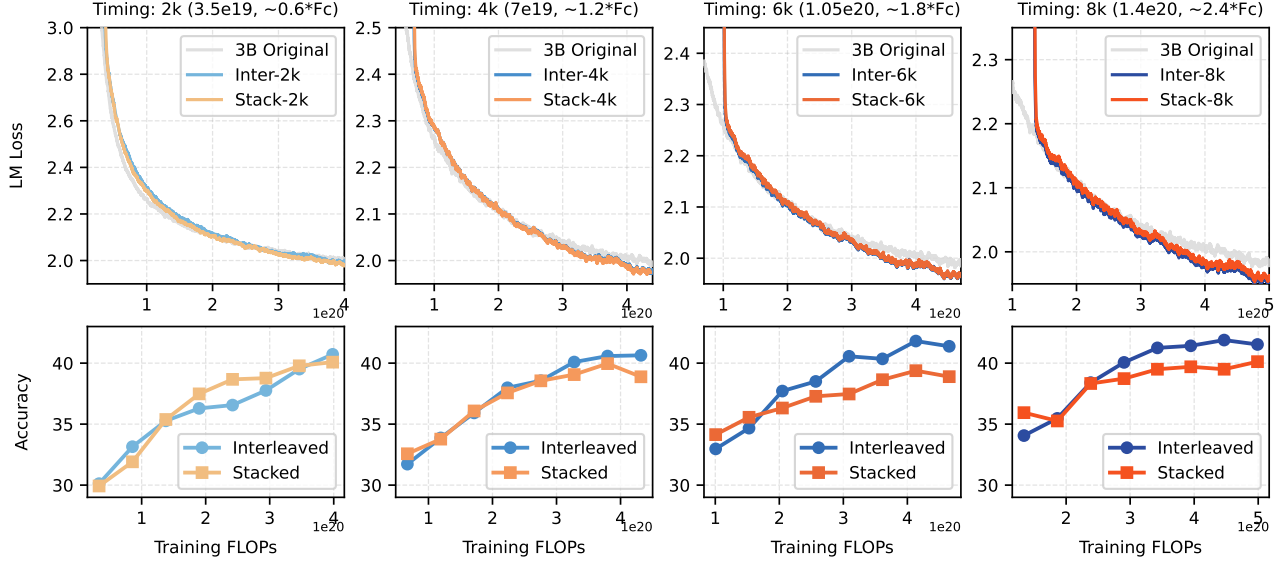 Timing: 2k (3.5e19, ~0.6*Fc)
3.0
2.8
2.6
2.4
2.2
2.0
LM Loss
3B Original
Inter-2k
Stack-2k
1
2
3
4
1e20
Timing: 4k (7e19, ~1.2*Fc)
2.5
2.4
2.3
2.2
2.1
2.0
3B Original
Inter-4k
Stack-4k
1
2
3
4
1e20
Timing: 6k (1.05e20, ~1.8*Fc)
2.4
2.3
2.2
2.1
2.0
3B Original
Inter-6k
Stack-6k
1
2
3
4
1e20
Timing: 8k (1.4e20, ~2.4*Fc)
2.3
2.2
2.1
2.0
3B Original
Inter-8k
Stack-8k
1
2
3
4
5
1e20
40
35
30
Accuracy
Interleaved
Stacked
1
2
3
4
1e20
Training FLOPs
40
35
30
Interleaved
Stacked
1
2
3
4
1e20
Training FLOPs
40
35
30
Interleaved
Stacked
1
2
3
4
1e20
Training FLOPs
40
35
30
Interleaved
Stacked
2
3
4
5
1e20
Training FLOPs